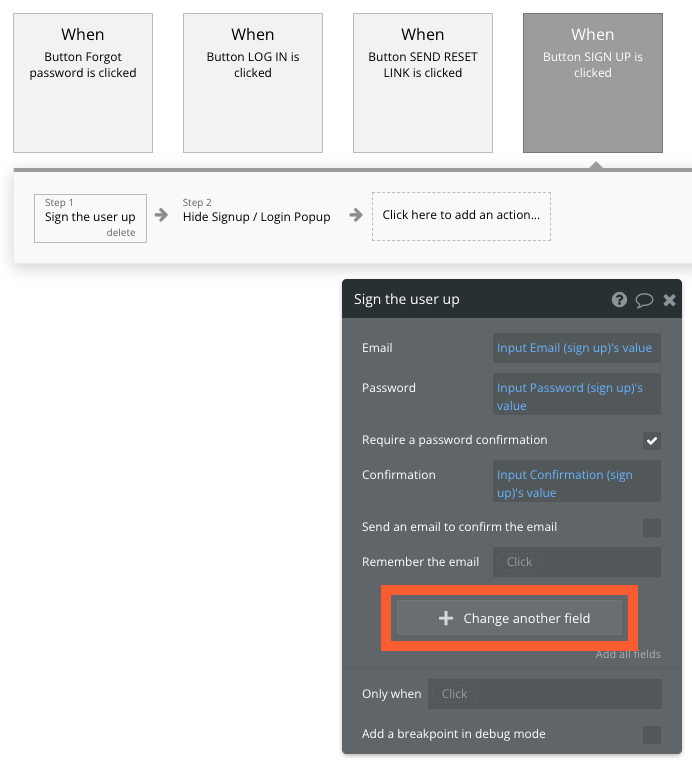 When
Button Forgot
password is clicked
When
Button LOG IN is
clicked
When
Button SEND RESET
LINK is clicked
When
Button SIGN UP is
clicked
Step 1
Sign the user up
delete
Step 2
Hide Signup / Login Popup
Click here to add an action...
Sign the user up
Email
Input Email (sign up)'s value
Password
Input Password (sign up)'s
value
Require a password confirmation
Confirmation
Input Confirmation (sign
up)'s value
Send an email to confirm the email
Remember the email
Click
Change another field
Add all fields
Only when
Click
Add a breakpoint in debug mode